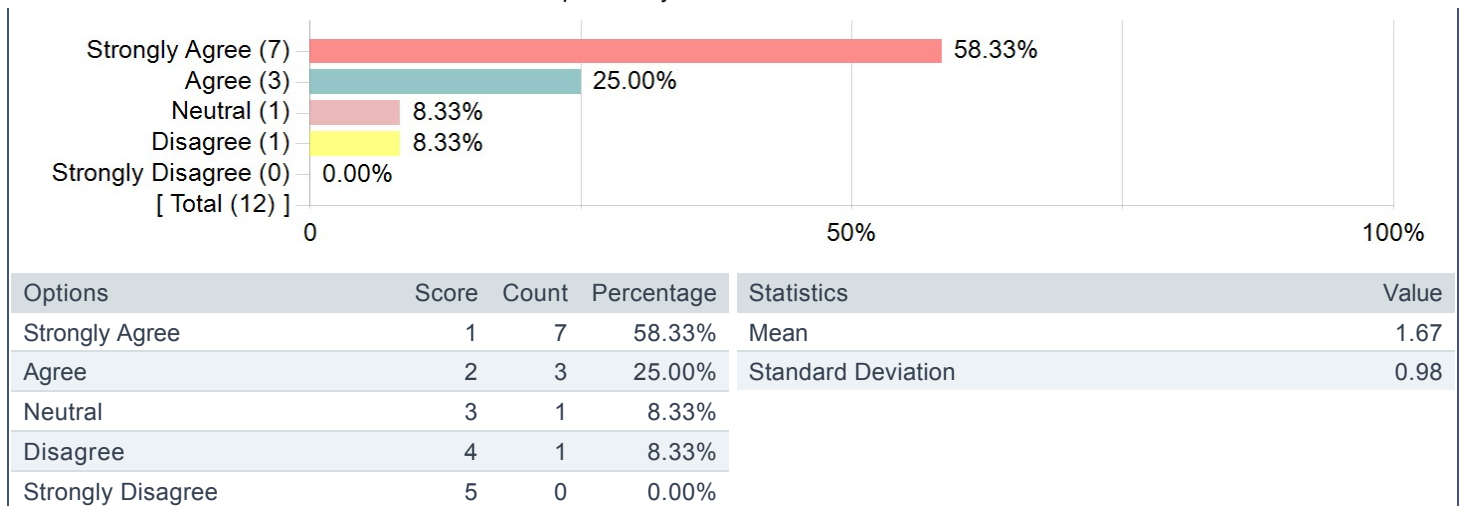 Strongly Agree (7) 58.33%
Agree (3) 25.00%
Neutral (1) 8.33%
Disagree (1) 8.33%
Strongly Disagree (0) 0.00%
[ Total (12) ]
0 50% 100%
Options Score Count Percentage
Strongly Agree 1 7 58.33%
Agree 2 3 25.00%
Neutral 3 1 8.33%
Disagree 4 1 8.33%
Strongly Disagree 5 0 0.00%
Statistics Value
Mean 1.67
Standard Deviation 0.98